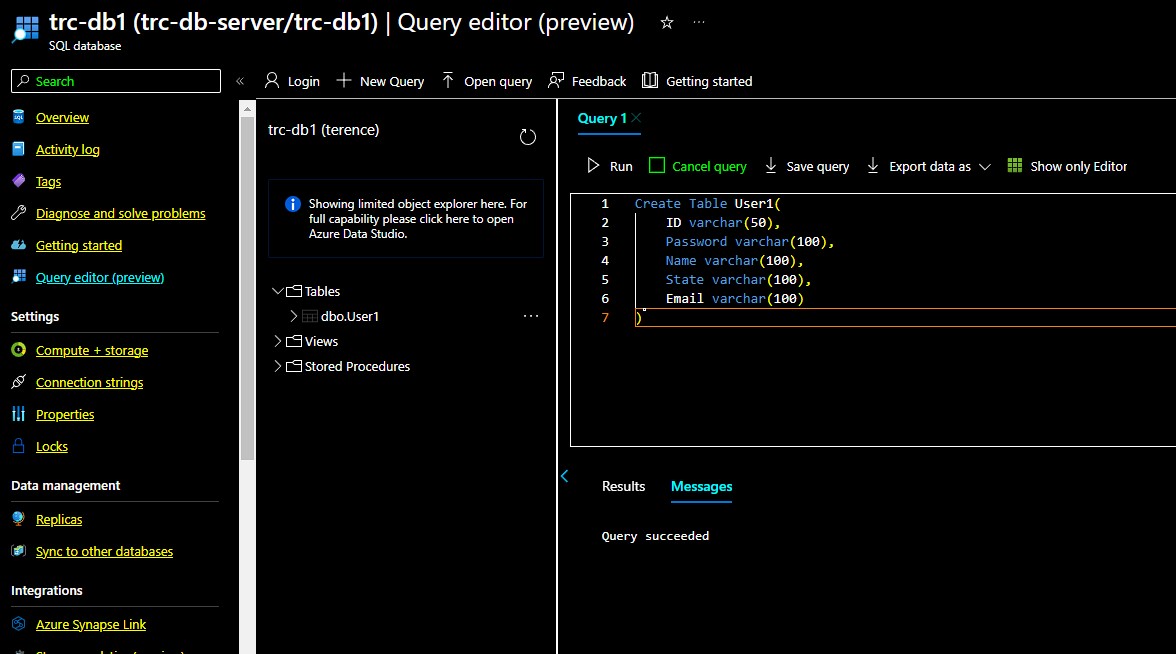 trc-db1 (trc-db-server/trc-db1) | Query editor (preview)
SQL database
Search
Overview
Activity log
Tags
Diagnose and solve problems
Getting started
Query editor (preview)
Settings
Compute + storage
Connection strings
Properties
Locks
Data management
Replicas
Sync to other databases
Integrations
Azure Synapse Link
Login New Query Open query Feedback Getting started
trc-db1 (terence)
Showing limited object explorer here. For
full capability please click here to open
Azure Data Studio.
Tables
dbo.User1
Views
Stored Procedures
Query 1
Run Cancel query Save query Export data as Show only Editor
1 Create Table User1(
2 ID varchar(50),
3 Password varchar(100),
4 Name varchar(100),
5 State varchar(100),
6 Email varchar(100)
7 )
Results Messages
Query succeeded